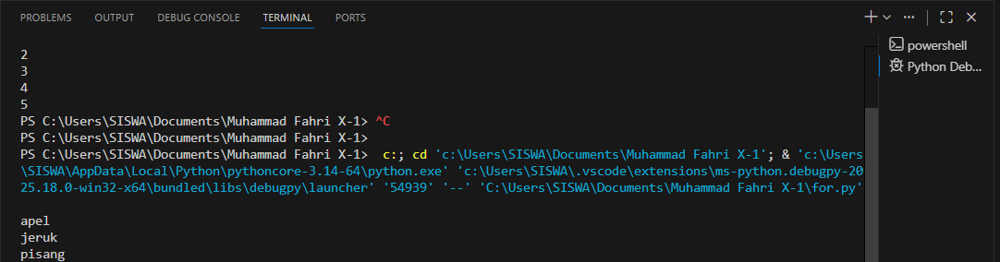 PROBLEMS OUTPUT DEBUG CONSOLE TERMINAL PORTS
powershell
Python Deb...
2
3
4
5
PS C:\Users\SISWA\Documents\Muhammad Fahri X-1> ^C
PS C:\Users\SISWA\Documents\Muhammad Fahri X-1>
PS C:\Users\SISWA\Documents\Muhammad Fahri X-1>  c:; cd 'c:\Users\SISWA\Documents\Muhammad Fahri X-1'; & 'c:\Users
\SISWA\AppData\Local\Python\pythoncore-3.14-64\python.exe' 'c:\Users\SISWA\.vscode\extensions\ms-python.debugpy-20
25.18.0-win32-x64\bundled\libs\debugpy\launcher' '54939' '--' 'C:\Users\SISWA\Documents\Muhammad Fahri X-1\for.py'
apel
jeruk
pisang